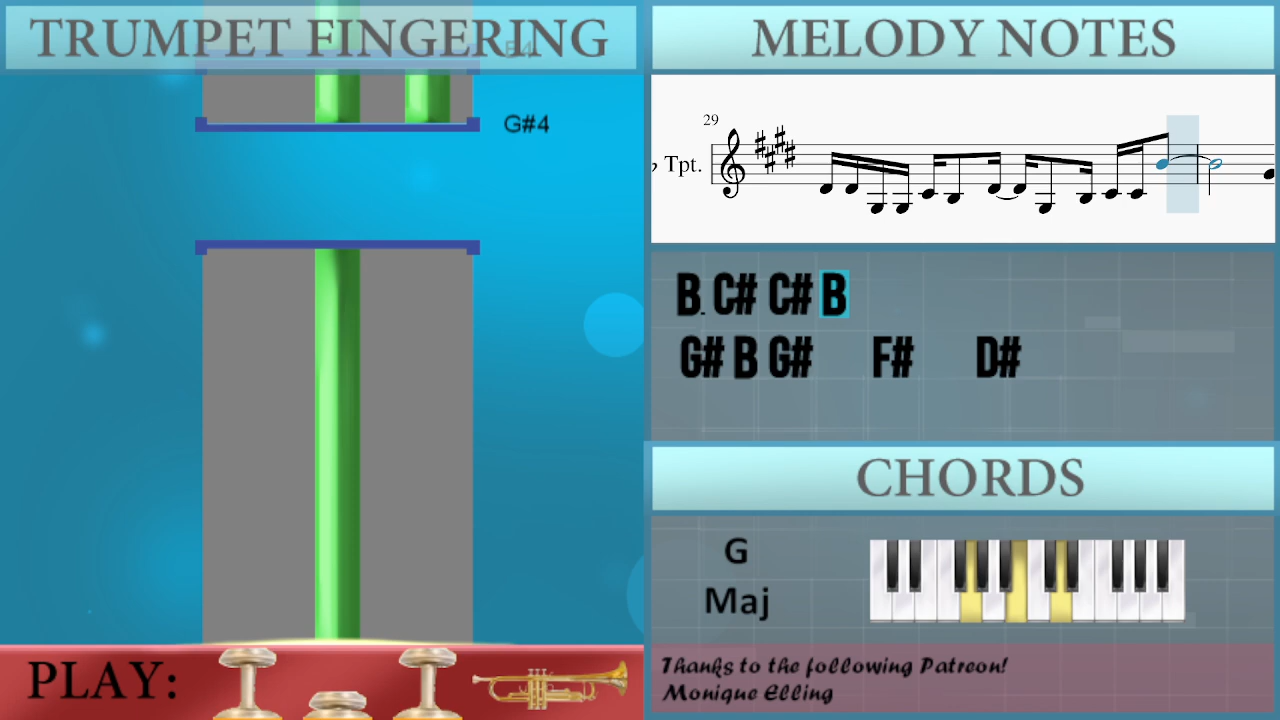 TRUMPET FINGERING
G#4
PLAY:
MELODY NOTES
29
Tpt.
B. C# C# B
G# B G# F# D#
CHORDS
G
Maj
Thanks to the following Patreon!
Monique Elling